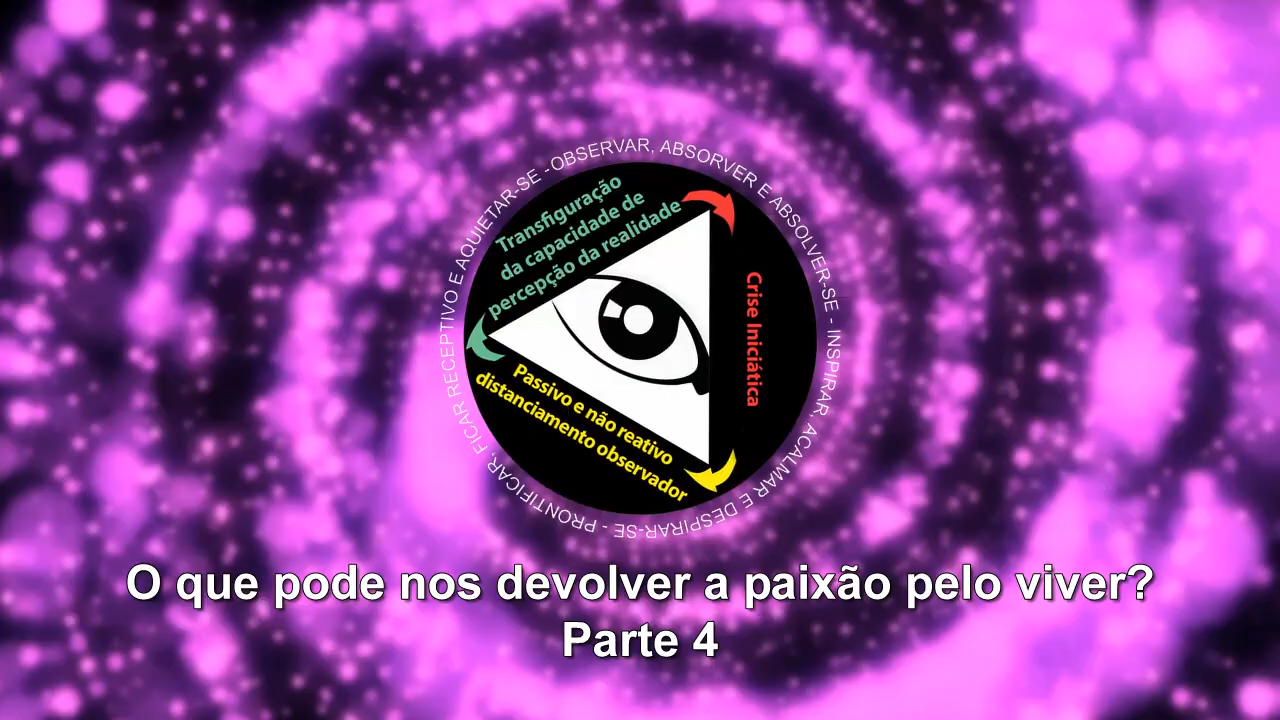 PRONTIFICAR, FICAR RECEPTIVO E AQUIETAR-SE - OBSERVAR, ABSORVER E ABSOLVER-SE - INSPIRAR, ACALMAR E DESPIRAR-SE -
Transfiguração
da capacidade de
percepção da realidade
Crise Iniciática
Passivo e não reativo
distanciamento observador
O que pode nos devolver a paixão pelo viver?
Parte 4